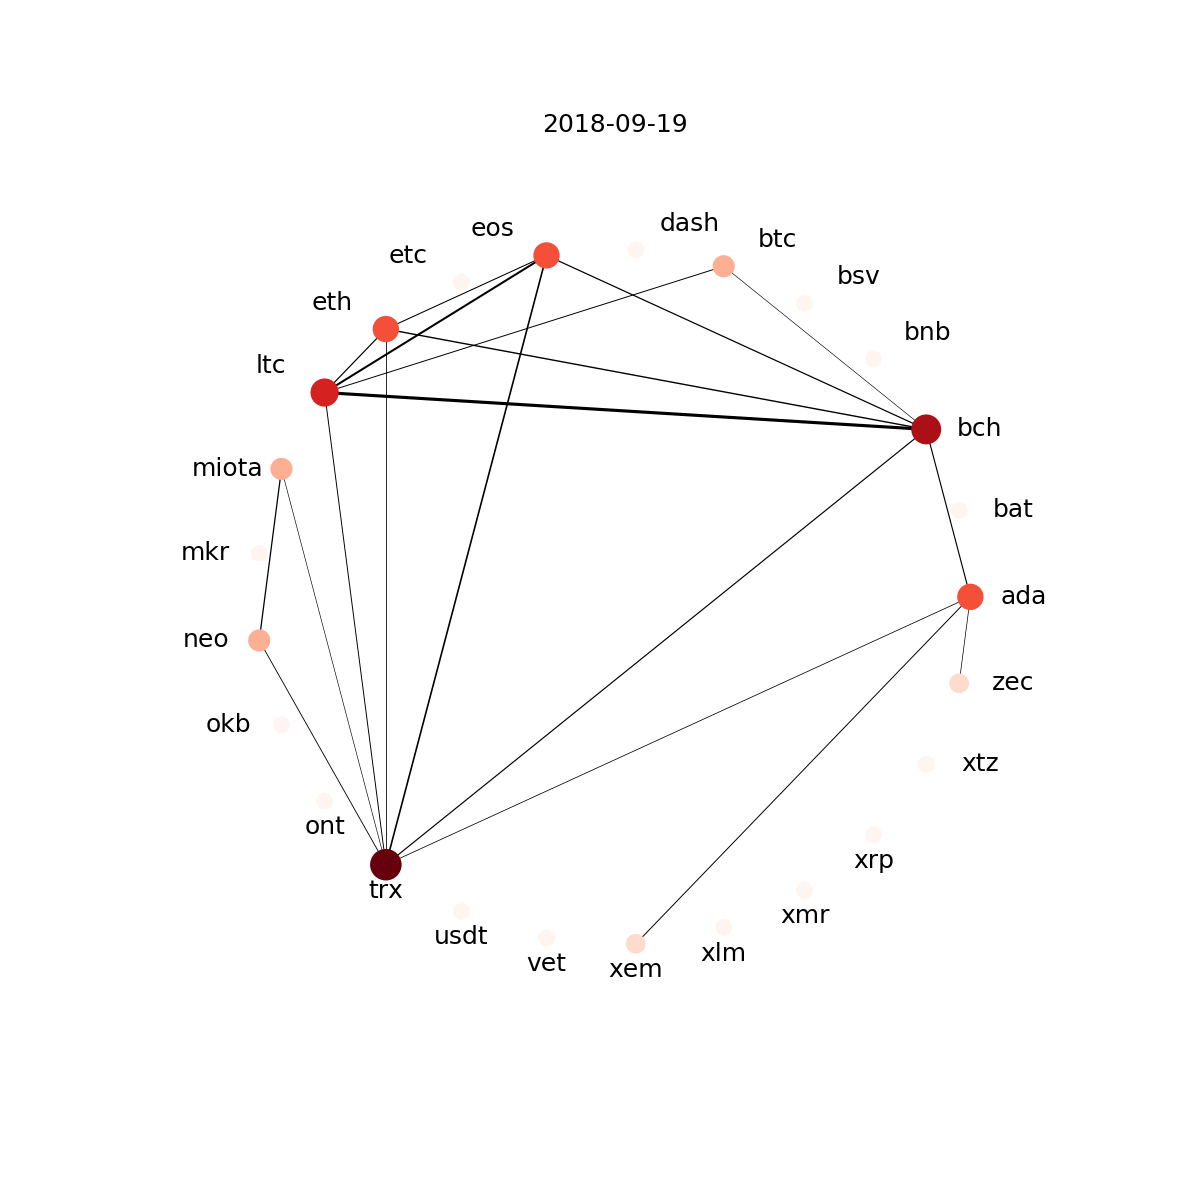 2018-09-19
dash
eos
btc
etc
bsv
eth
bnb
ltc
bch
miota
bat
mkr
ada
neo
zec
okb
xtz
ont
xrp
trx
xmr
usdt
xlm
vet
xem